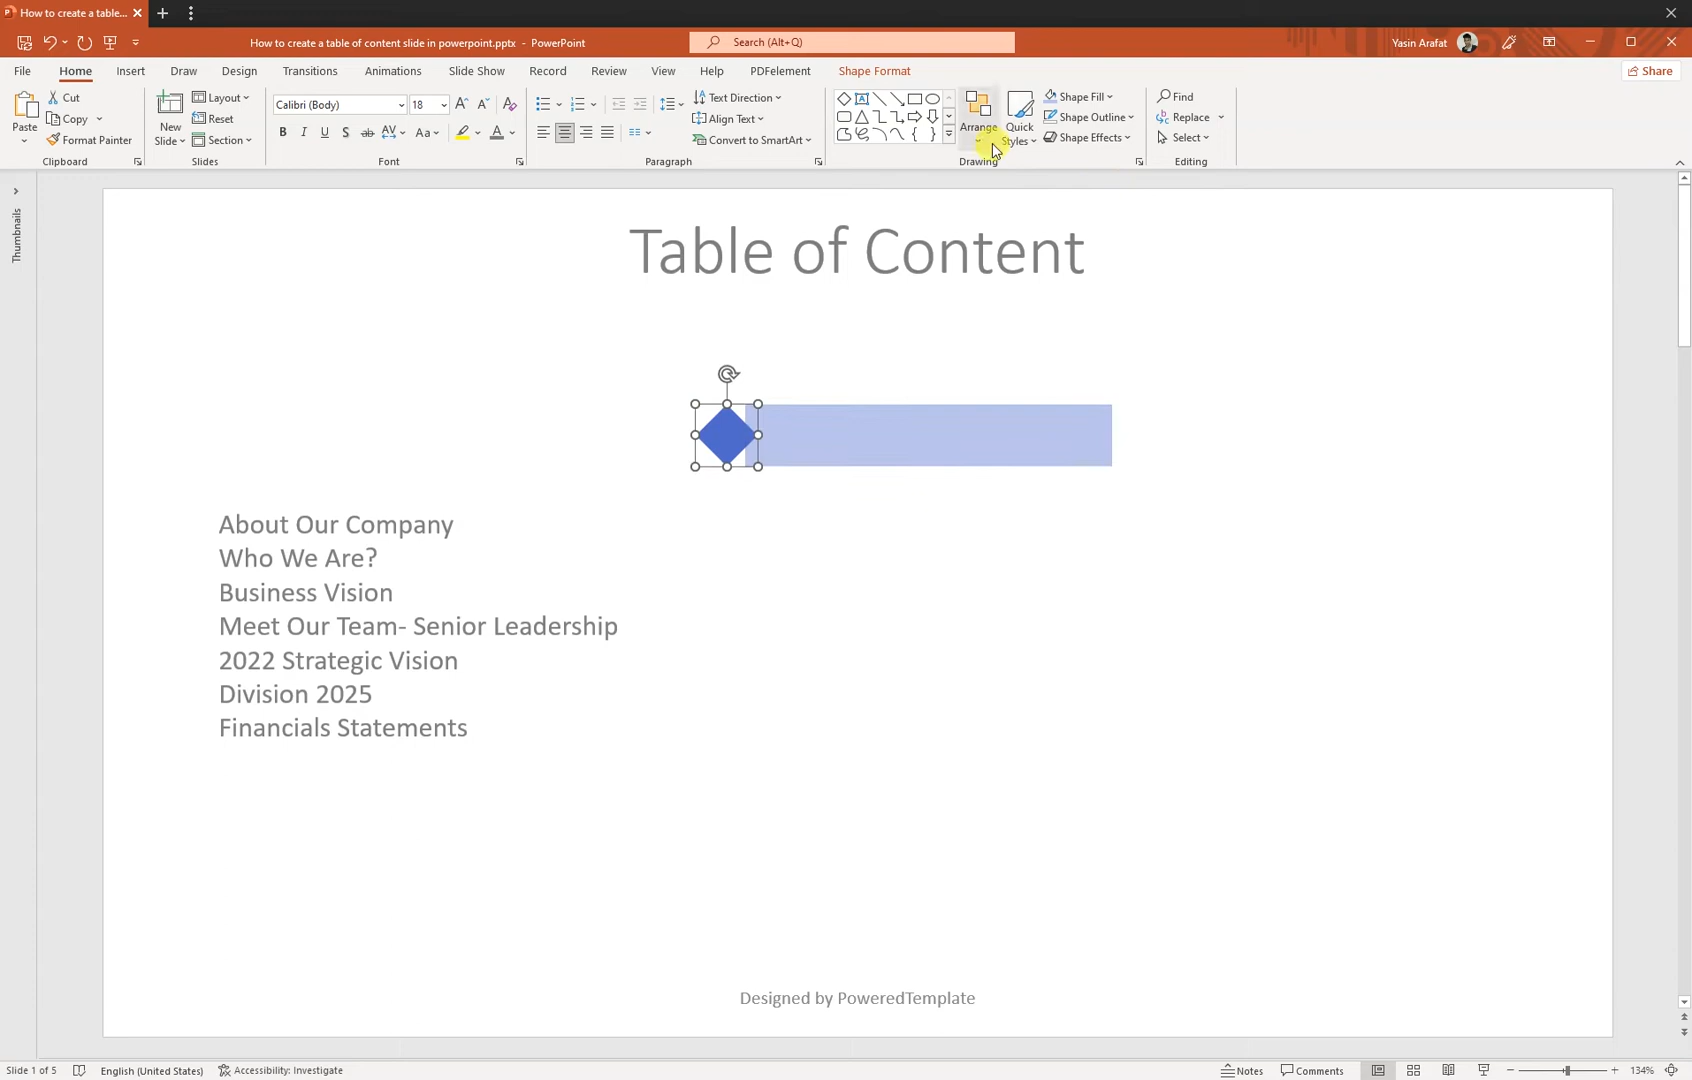 How to create a table...
How to create a table of content slide in powerpoint.pptx - PowerPoint
Search (Alt+Q)
Yasin Arafat
File Home Insert Draw Design Transitions Animations Slide Show Record Review View Help PDFelement Shape Format
Share
Paste
Cut
Copy
Format Painter
Clipboard
New Slide
Layout
Reset
Section
Slides
Calibri (Body) 18
Font
Text Direction
Align Text
Convert to SmartArt
Paragraph
Arrange
Quick Styles
Shape Fill
Shape Outline
Shape Effects
Drawing
Find
Replace
Select
Editing
Thumbnails
Table of Content
About Our Company
Who We Are?
Business Vision
Meet Our Team- Senior Leadership
2022 Strategic Vision
Division 2025
Financials Statements
Designed by PoweredTemplate
Slide 1 of 5 English (United States) Accessibility: Investigate Notes Comments 134%